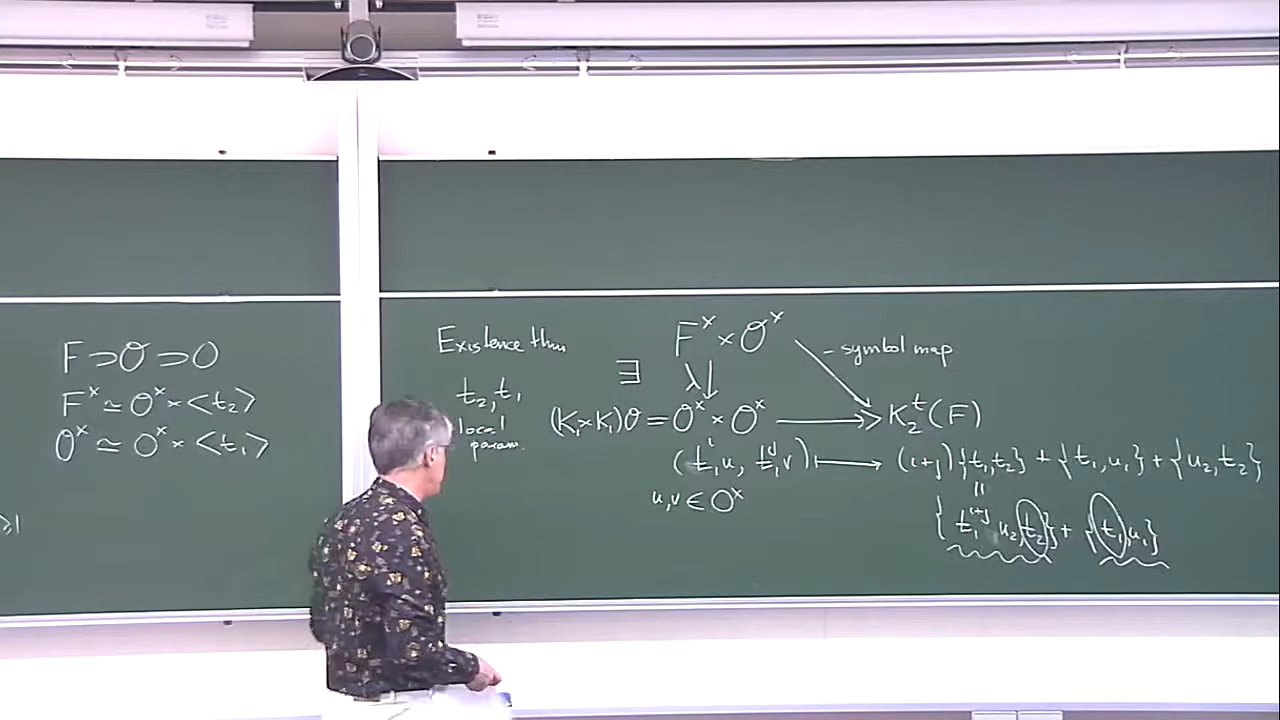 F ⊃ O ⊃ O
F^× ≃ O^× × <t_2>
O^× ≃ O^× × <t_1>
≥1
Existence thm
t_2, t_1
local
param.
∃
F^× × O^×
λ ↓
- symbol map
(K_1 × K_1)O = O^× × O^× ⟶ K_2^t(F)
(t_1^i u, t_1^j v) ⟼ (i+j){t_1,t_2} + {t_1,u_1} + {u_2,t_2}
u,v ∈ O^×
=
{t_1^{i+j} u_2, t_2} + {t_1,u_1}